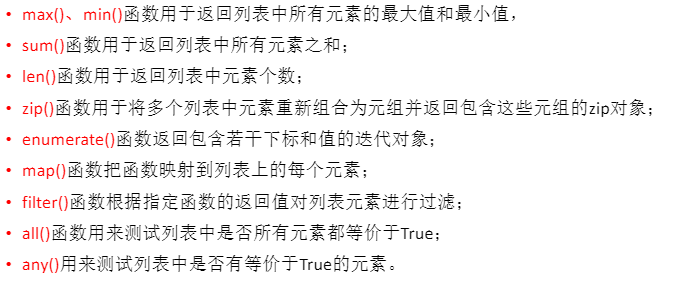 • max()、min()函数用于返回列表中所有元素的最大值和最小值，
• sum()函数用于返回列表中所有元素之和；
• len()函数用于返回列表中元素个数；
• zip()函数用于将多个列表中元素重新组合为元组并返回包含这些元组的zip对象；
• enumerate()函数返回包含若干下标和值的迭代对象；
• map()函数把函数映射到列表上的每个元素；
• filter()函数根据指定函数的返回值对列表元素进行过滤；
• all()函数用来测试列表中是否所有元素都等价于True；
• any()用来测试列表中是否有等价于True的元素。